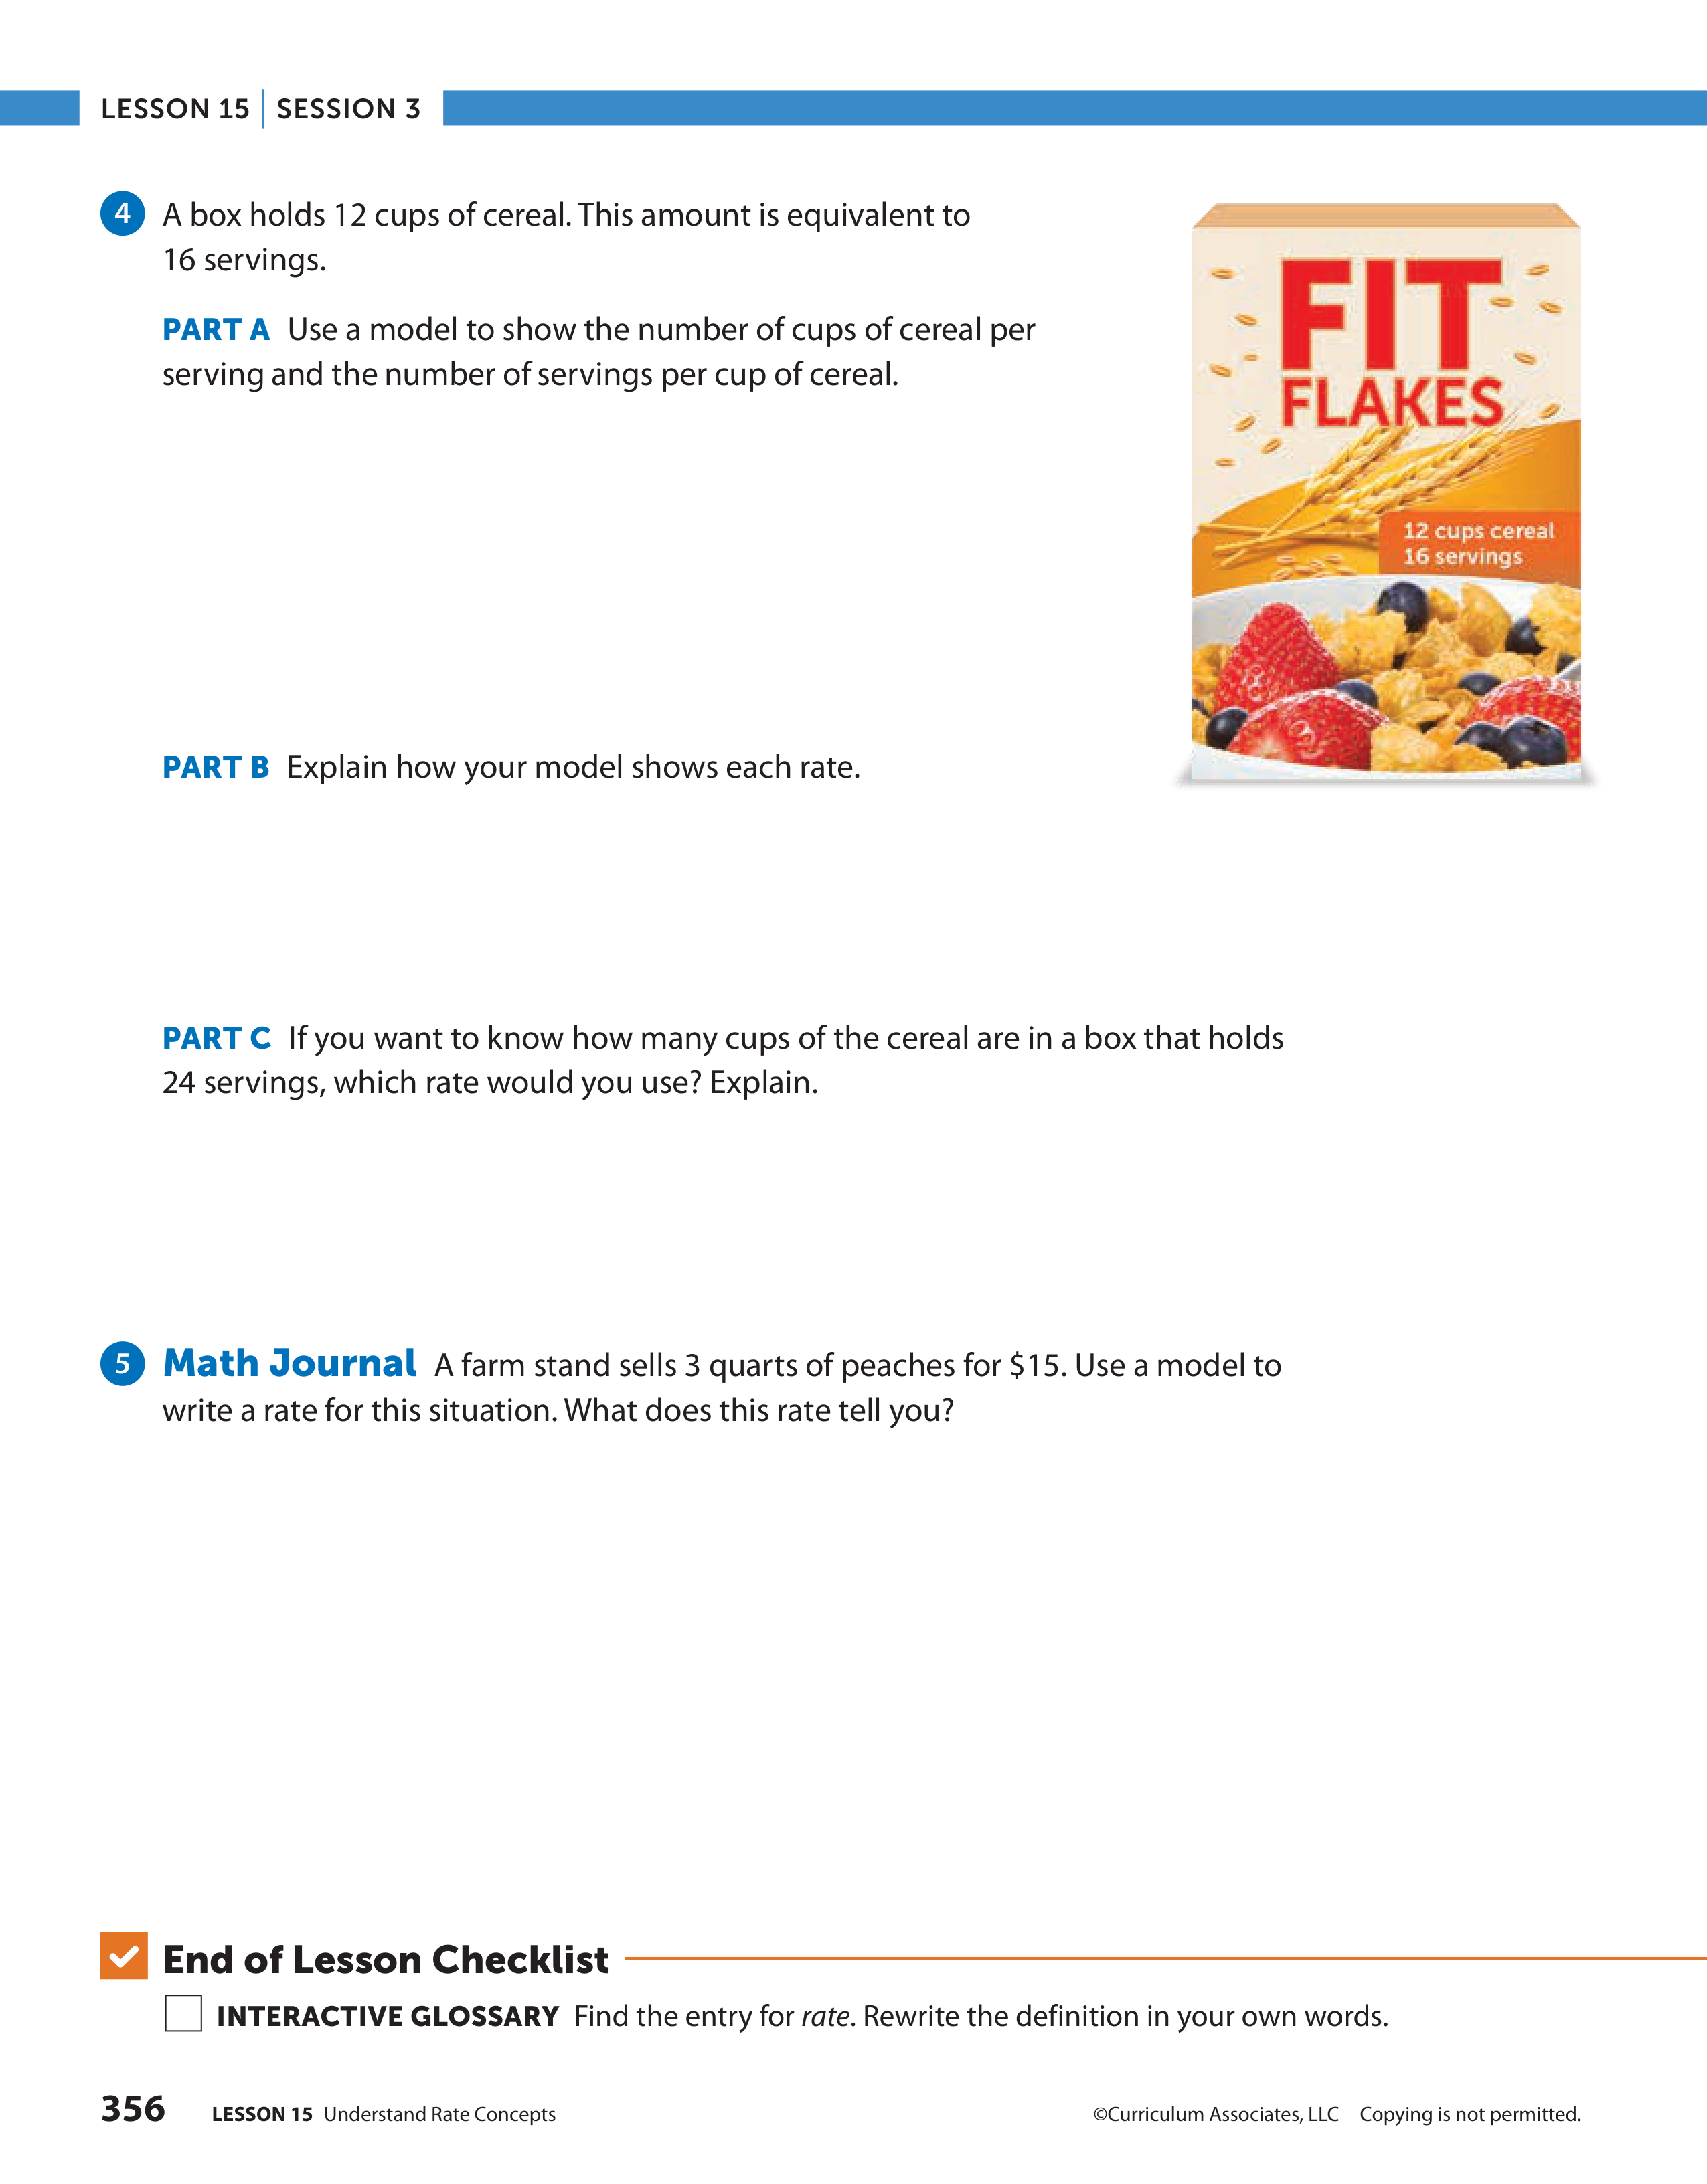 LESSON 15 | SESSION 3
4 A box holds 12 cups of cereal. This amount is equivalent to
16 servings.
PART A Use a model to show the number of cups of cereal per
serving and the number of servings per cup of cereal.
FIT
FLAKES
12 cups cereal
16 servings
PART B Explain how your model shows each rate.
PART C If you want to know how many cups of the cereal are in a box that holds
24 servings, which rate would you use? Explain.
5 Math Journal A farm stand sells 3 quarts of peaches for $15. Use a model to
write a rate for this situation. What does this rate tell you?
End of Lesson Checklist
INTERACTIVE GLOSSARY Find the entry for rate. Rewrite the definition in your own words.
356 LESSON 15 Understand Rate Concepts ©Curriculum Associates, LLC Copying is not permitted.